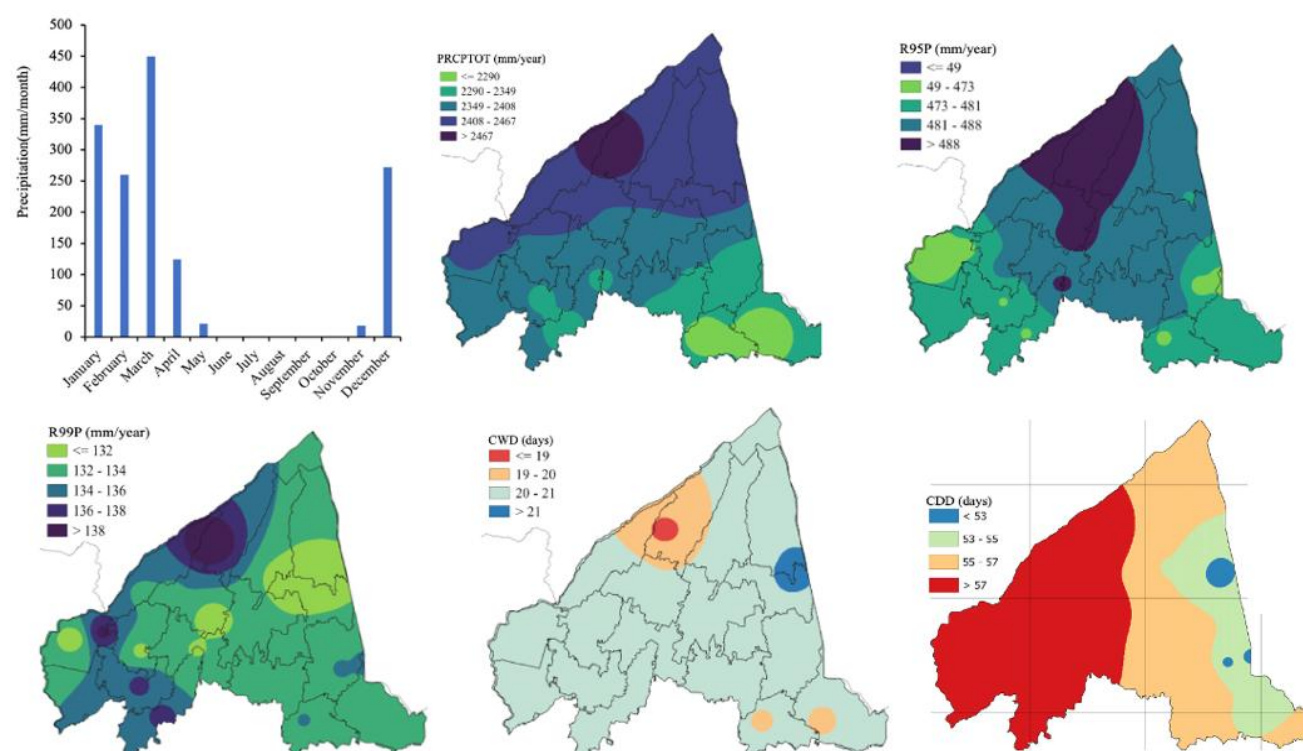 500
450
400
350
300
250
200
150
100
50
0
Precipitation(mm/month)
January
February
March
April
May
June
July
August
September
October
November
December
PRCPTOT (mm/year)
<= 2290
2290 - 2349
2349 - 2408
2408 - 2467
> 2467
R95P (mm/year)
<= 49
49 - 473
473 - 481
481 - 488
> 488
R99P (mm/year)
<= 132
132 - 134
134 - 136
136 - 138
> 138
CWD (days)
<= 19
19 - 20
20 - 21
> 21
CDD (days)
< 53
53 - 55
55 - 57
> 57